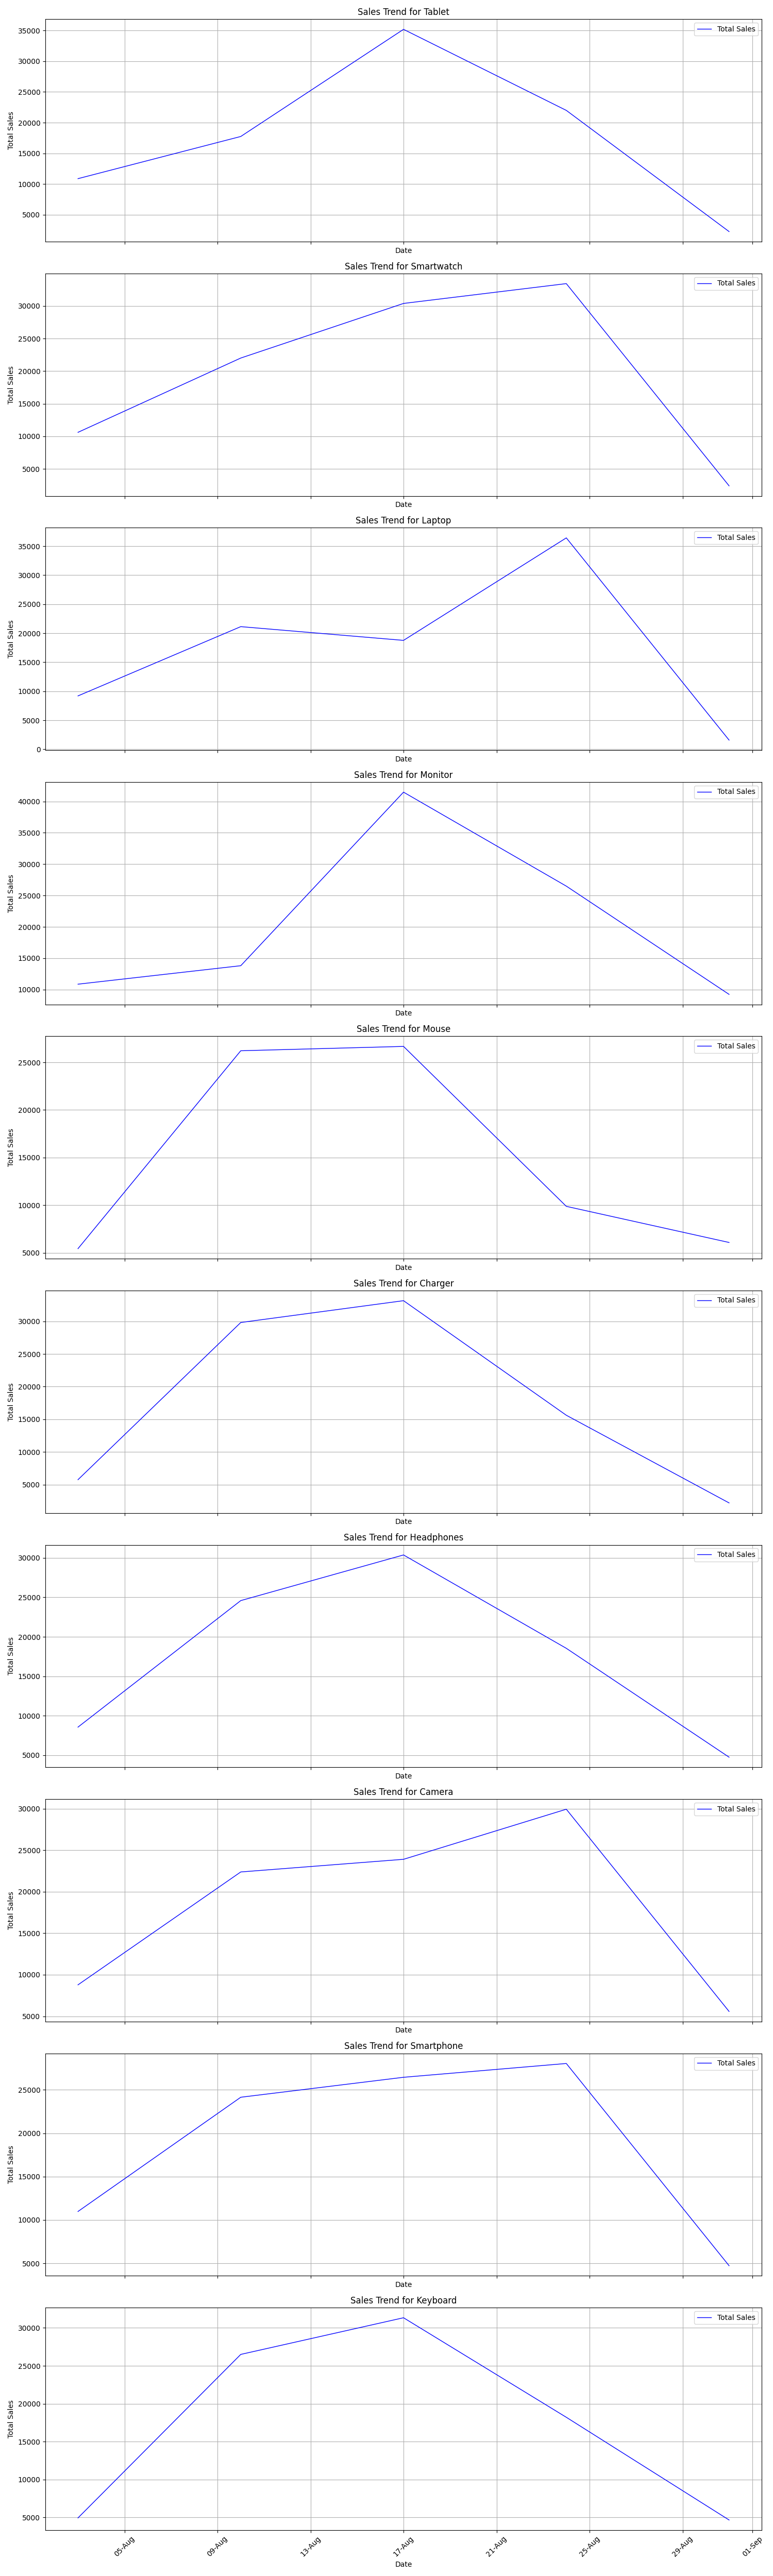 Sales Trend for Tablet
Total Sales
35000
30000
25000
20000
15000
10000
5000
Total Sales
Date
Sales Trend for Smartwatch
Total Sales
30000
25000
20000
15000
10000
5000
Total Sales
Date
Sales Trend for Laptop
Total Sales
35000
30000
25000
20000
15000
10000
5000
0
Total Sales
Date
Sales Trend for Monitor
Total Sales
40000
35000
30000
25000
20000
15000
10000
Total Sales
Date
Sales Trend for Mouse
Total Sales
25000
20000
15000
10000
5000
Total Sales
Date
Sales Trend for Charger
Total Sales
30000
25000
20000
15000
10000
5000
Total Sales
Date
Sales Trend for Headphones
Total Sales
30000
25000
20000
15000
10000
5000
Total Sales
Date
Sales Trend for Camera
Total Sales
30000
25000
20000
15000
10000
5000
Total Sales
Date
Sales Trend for Smartphone
Total Sales
25000
20000
15000
10000
5000
Total Sales
Date
Sales Trend for Keyboard
Total Sales
30000
25000
20000
15000
10000
5000
Total Sales
05-Aug
09-Aug
13-Aug
17-Aug
21-Aug
25-Aug
29-Aug
01-Sep
Date